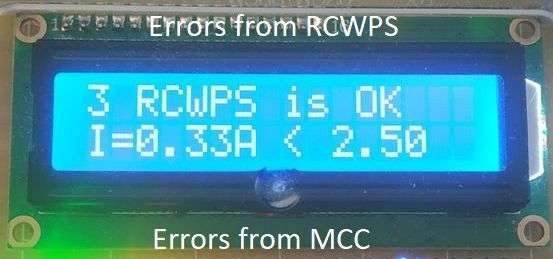 Errors from RCWPS
3 RCWPS is OK
I=0.33A < 2.50
Errors from MCC